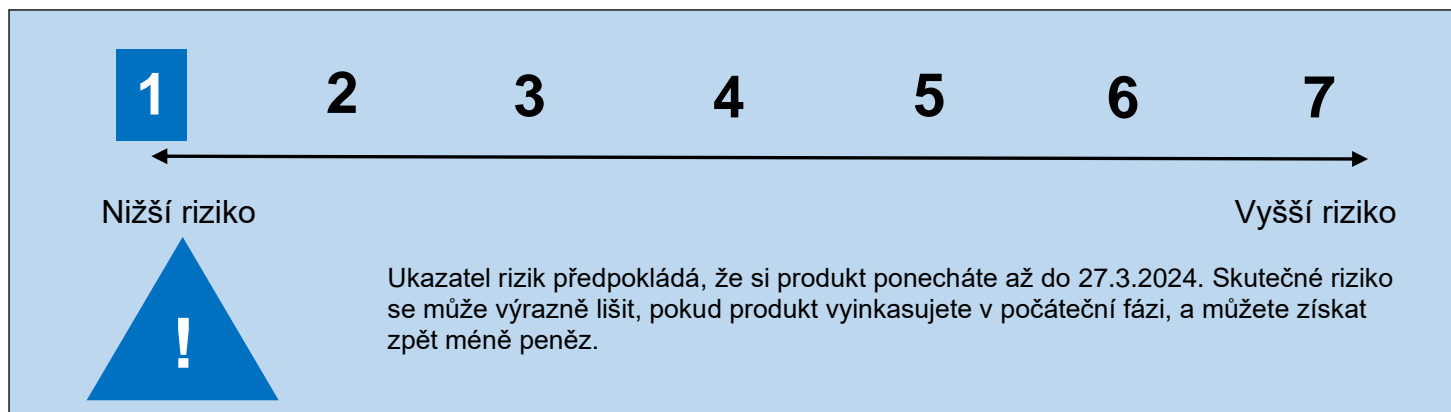 1 2 3 4 5 6 7
Nižší riziko Vyšší riziko
Ukazatel rizik předpokládá, že si produkt ponecháte až do 27.3.2024. Skutečné riziko
se může výrazně lišit, pokud produkt vyinkasujete v počáteční fázi, a můžete získat
zpět méně peněz.
!